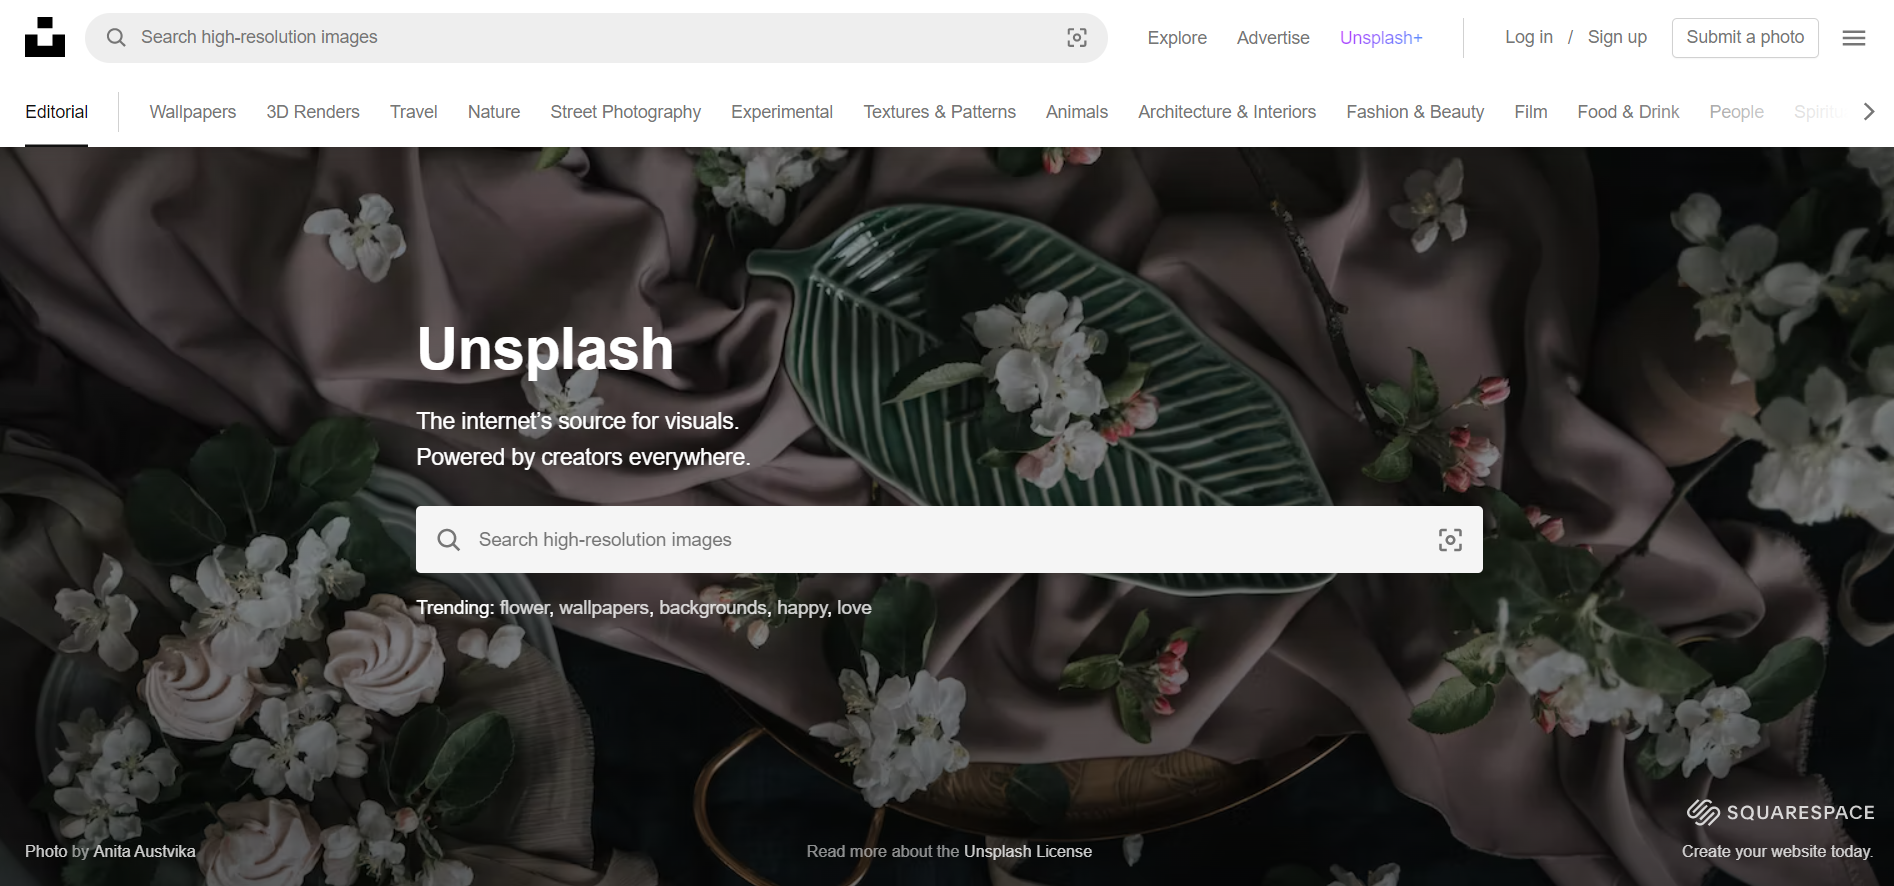 Search high-resolution images
Explore
Advertise
Unsplash+
Log in / Sign up
Submit a photo
Editorial
Wallpapers
3D Renders
Travel
Nature
Street Photography
Experimental
Textures & Patterns
Animals
Architecture & Interiors
Fashion & Beauty
Film
Food & Drink
People
Unsplash
The internet’s source for visuals.
Powered by creators everywhere.
Search high-resolution images
Trending: flower, wallpapers, backgrounds, happy, love
SQUARESPACE
Photo by Anita Austvika
Read more about the Unsplash License
Create your website today.